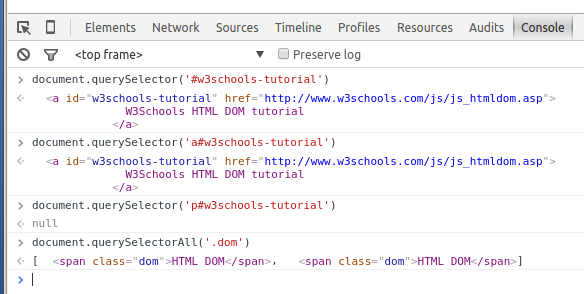 Elements Network Sources Timeline Profiles Resources Audits Console
<top frame> Preserve log
document.querySelector('#w3schools-tutorial')
<a id="w3schools-tutorial" href="http://www.w3schools.com/js/js_htmldom.asp">
W3Schools HTML DOM tutorial
</a>
document.querySelector('a#w3schools-tutorial')
<a id="w3schools-tutorial" href="http://www.w3schools.com/js/js_htmldom.asp">
W3Schools HTML DOM tutorial
</a>
document.querySelector('p#w3schools-tutorial')
null
document.querySelectorAll('.dom')
[ <span class="dom">HTML DOM</span>, <span class="dom">HTML DOM</span>]